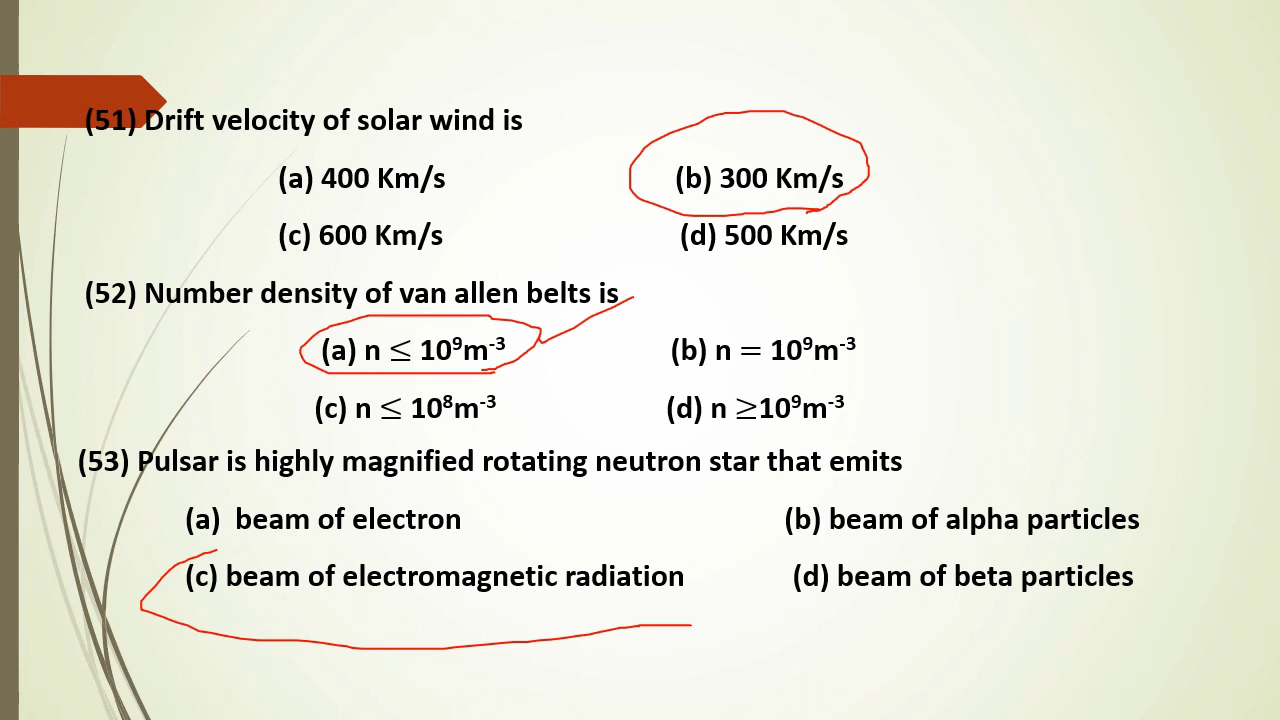 (51) Drift velocity of solar wind is
(a) 400 Km/s (b) 300 Km/s
(c) 600 Km/s (d) 500 Km/s
(52) Number density of van allen belts is
(a) n ≤ 10⁹m⁻³ (b) n = 10⁹m⁻³
(c) n ≤ 10⁸m⁻³ (d) n ≥10⁹m⁻³
(53) Pulsar is highly magnified rotating neutron star that emits
(a) beam of electron (b) beam of alpha particles
(c) beam of electromagnetic radiation (d) beam of beta particles